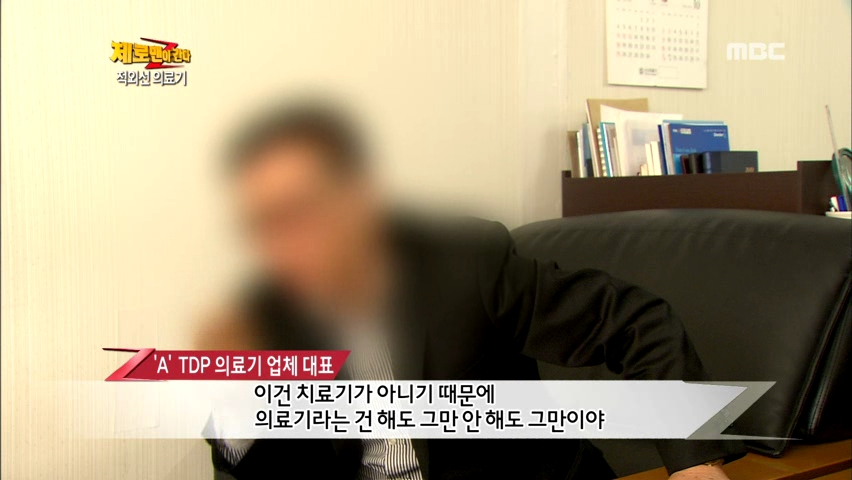 제로맨이 간다
적외선 의료기
MBC
'A' TDP 의료기 업체 대표
이건 치료기가 아니기 때문에
의료기라는 건 해도 그만 안 해도 그만이야